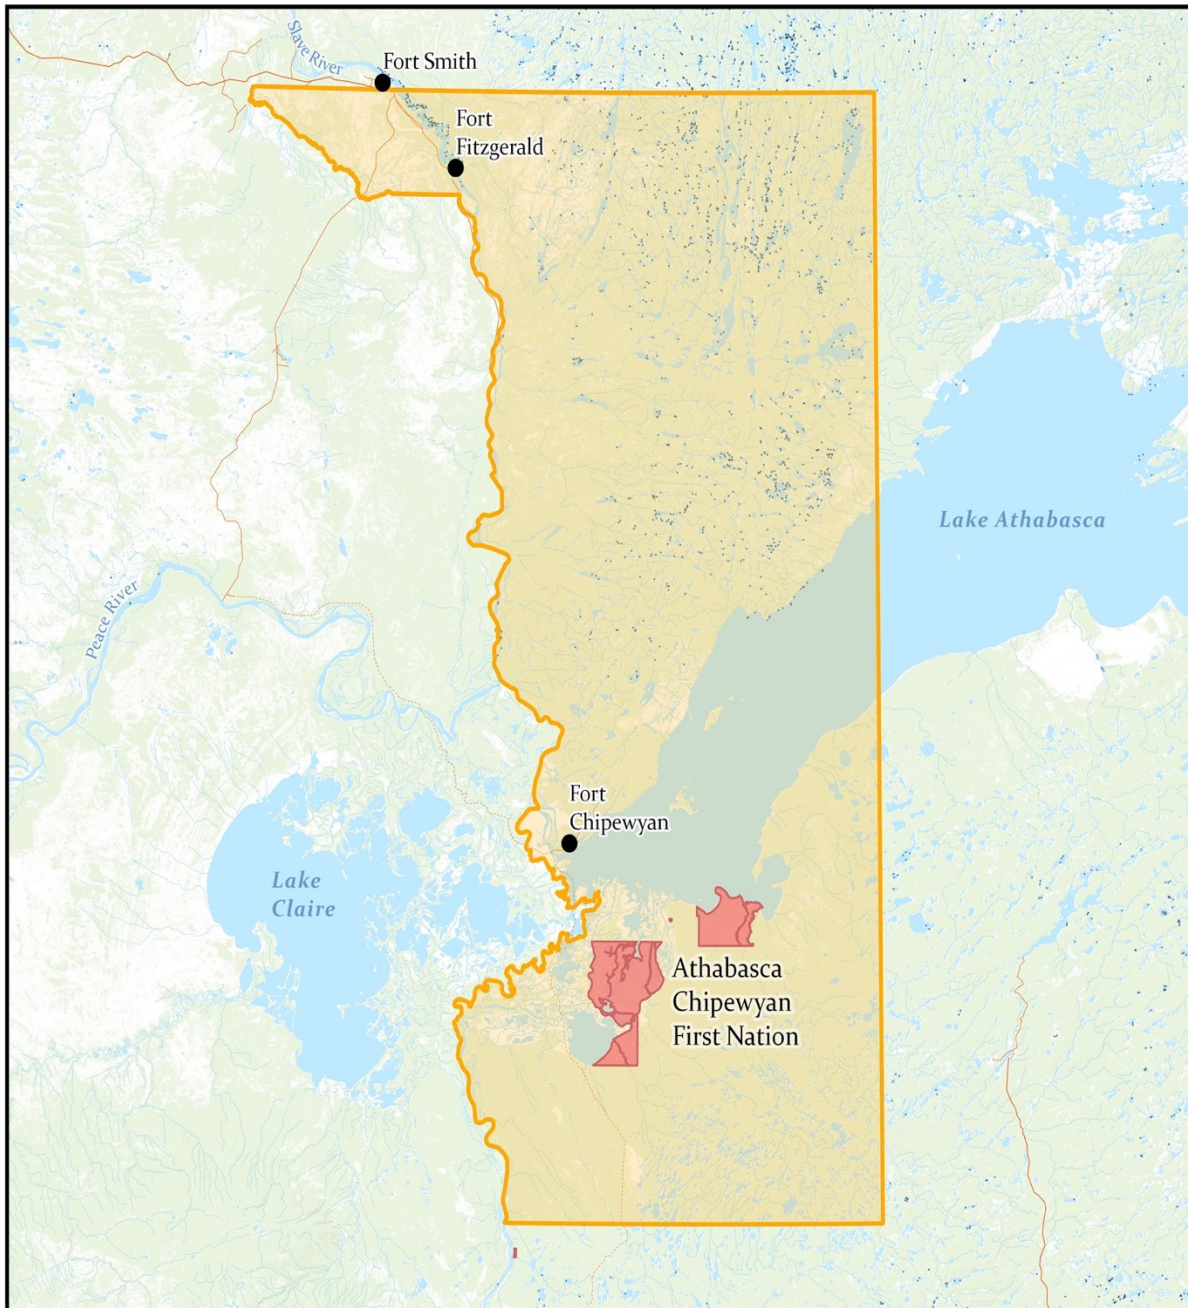 Slave River
Fort Smith
Fort
Fitzgerald
Lake Athabasca
Peace River
Fort
Chipewyan
Lake
Claire
Athabasca
Chipewyan
First Nation